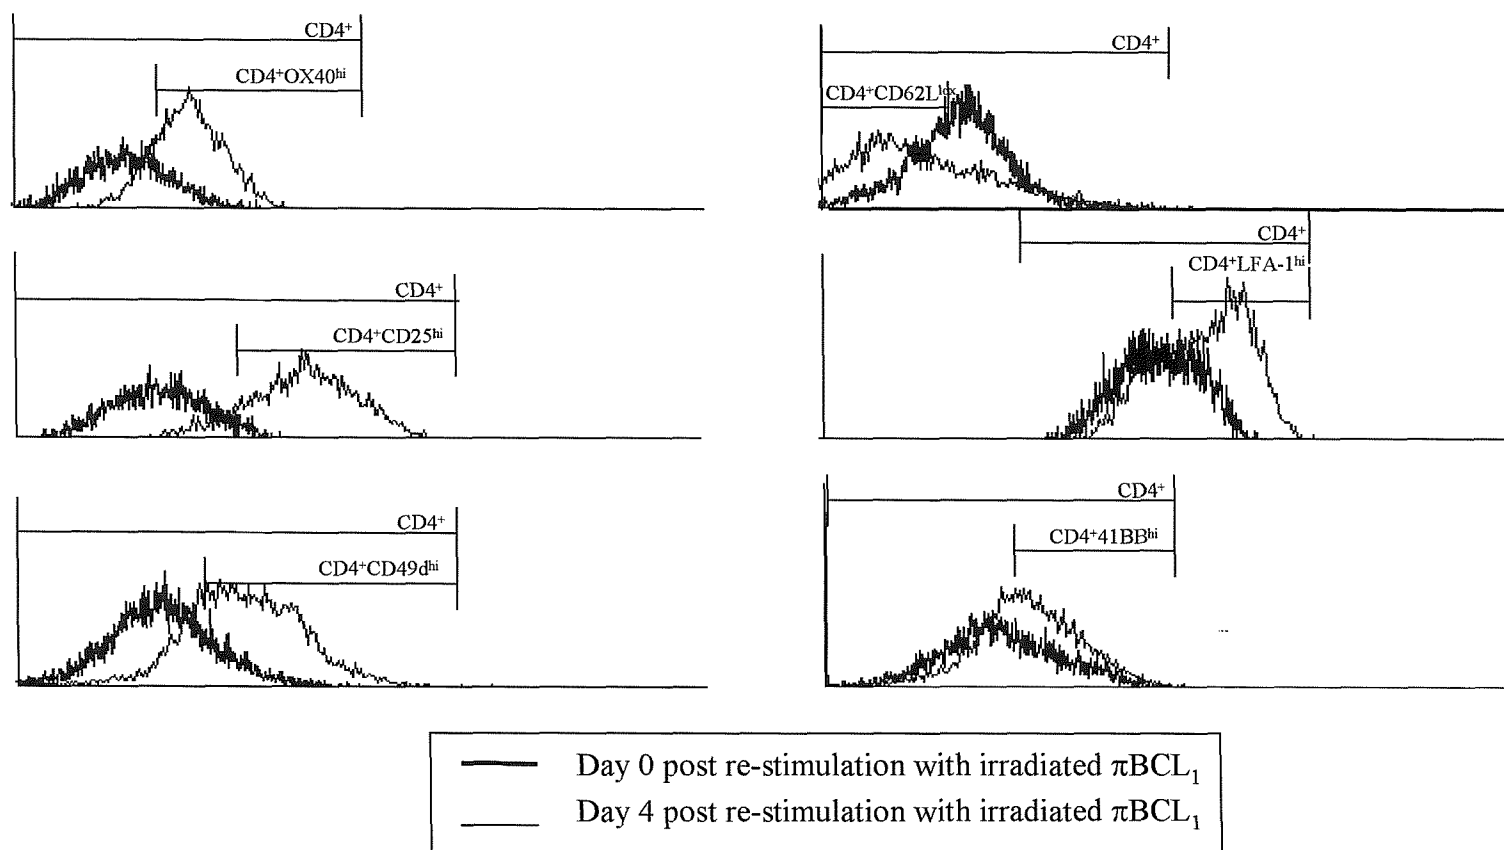 CD4⁺
CD4⁺OX40ʰⁱ
CD4⁺
CD4⁺CD62Lˡᵒʷ
CD4⁺
CD4⁺CD25ʰⁱ
CD4⁺
CD4⁺LFA-1ʰⁱ
CD4⁺
CD4⁺CD49dʰⁱ
CD4⁺
CD4⁺41BBʰⁱ
Day 0 post re-stimulation with irradiated πBCL₁
Day 4 post re-stimulation with irradiated πBCL₁